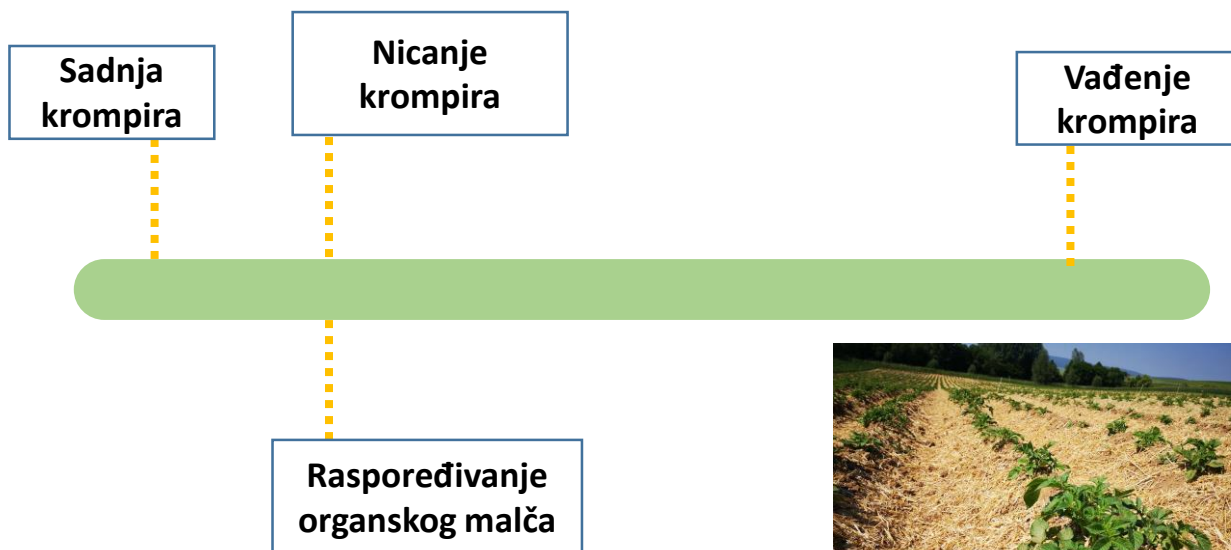 Sadnja
krompira
Nicanje
krompira
Vađenje
krompira
Raspoređivanje
organskog malča